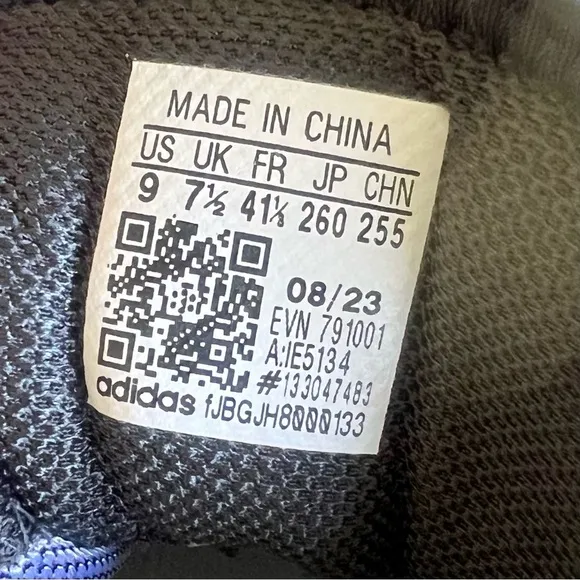 MADE IN CHINA
US UK FR JP CHN
9 7½ 41⅓ 260 255
08/23
EVN 791001
A:IE5134
#133047483
adidas fJBGJH8000133